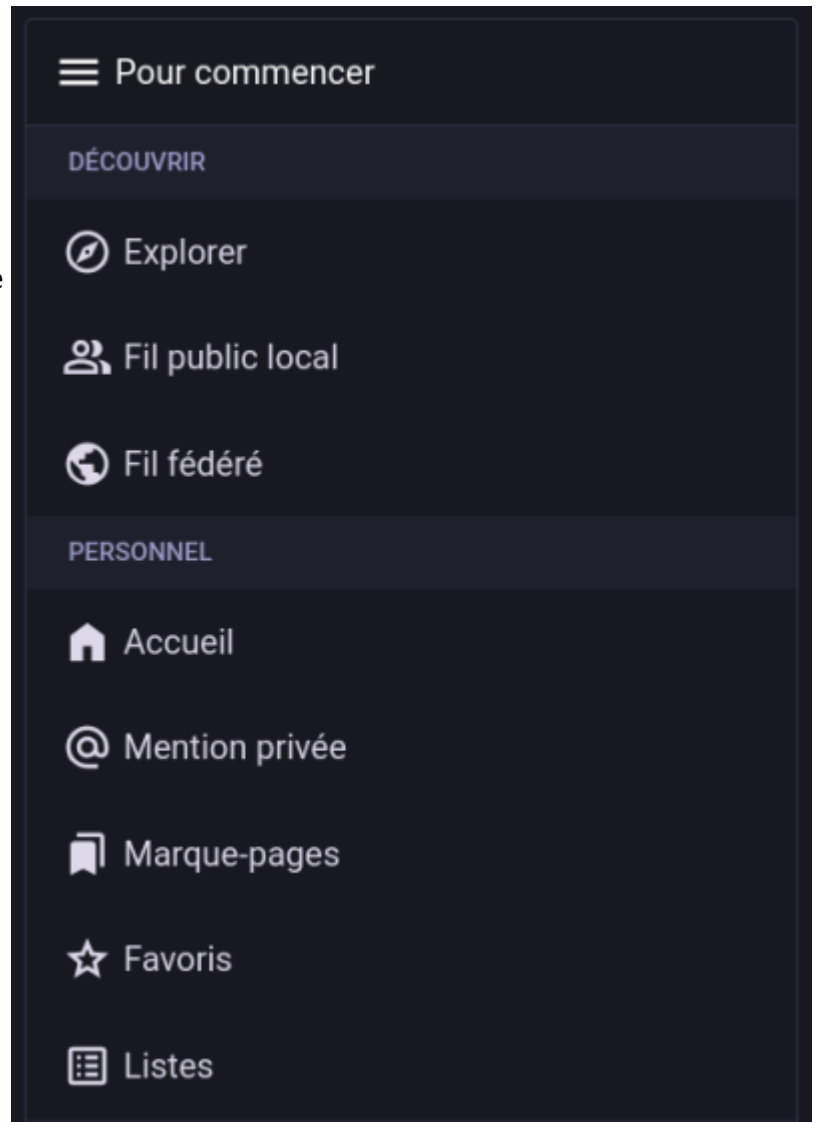 Pour commencer
DÉCOUVRIR
Explorer
Fil public local
Fil fédéré
PERSONNEL
Accueil
Mention privée
Marque-pages
Favoris
Listes